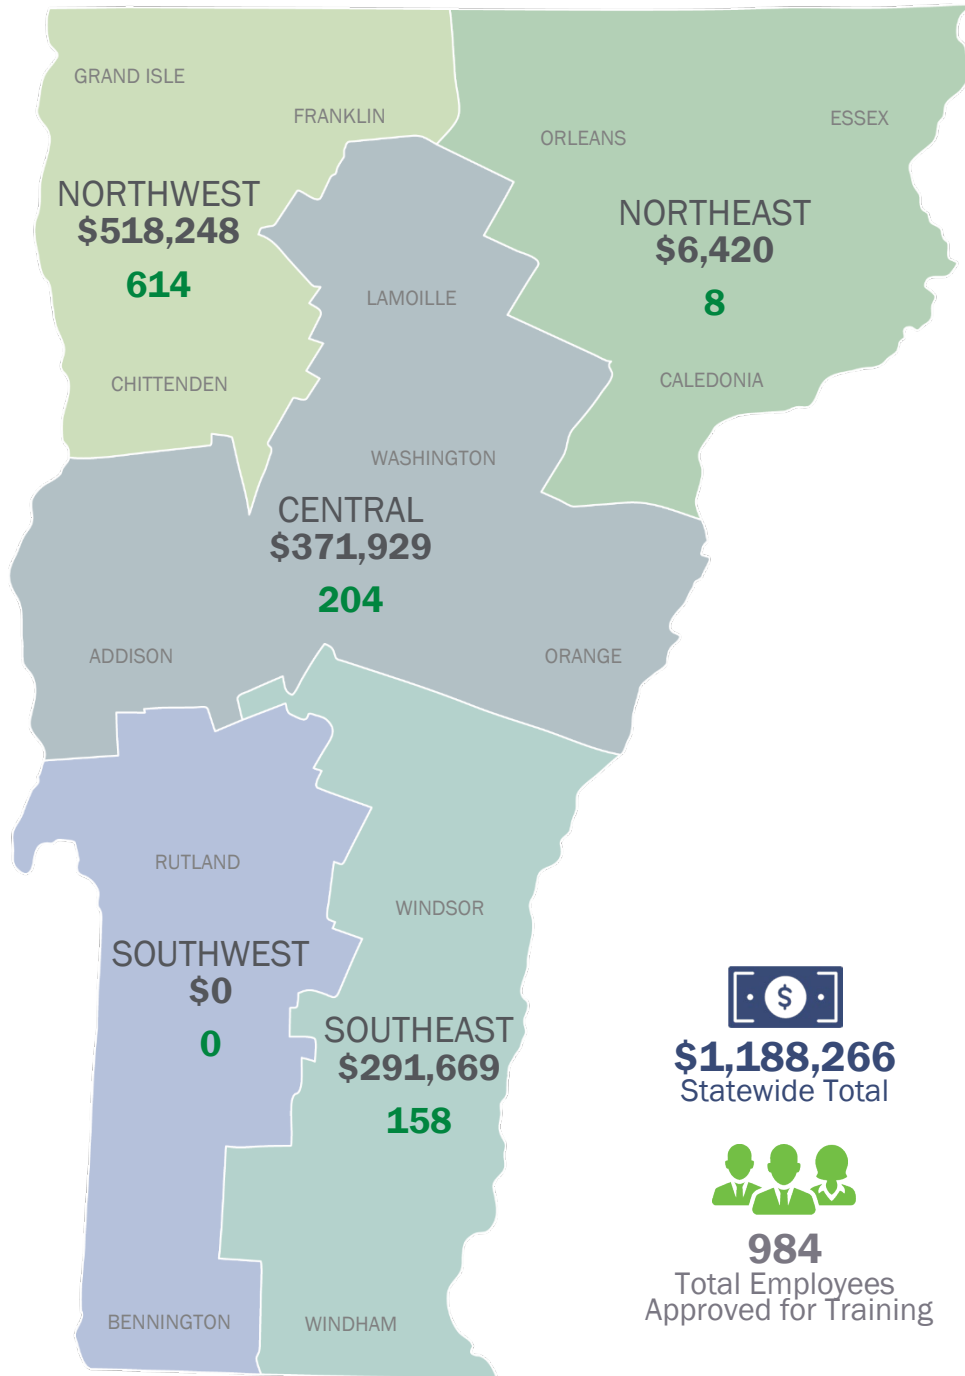 GRAND ISLE
FRANKLIN
ORLEANS
ESSEX
NORTHWEST
$518,248
614
NORTHEAST
$6,420
8
LAMOILLE
CHITTENDEN
CALEDONIA
WASHINGTON
CENTRAL
$371,929
204
ADDISON
ORANGE
RUTLAND
WINDSOR
SOUTHWEST
$0
0
SOUTHEAST
$291,669
158
BENNINGTON
WINDHAM
$
$1,188,266
Statewide Total
984
Total Employees
Approved for Training